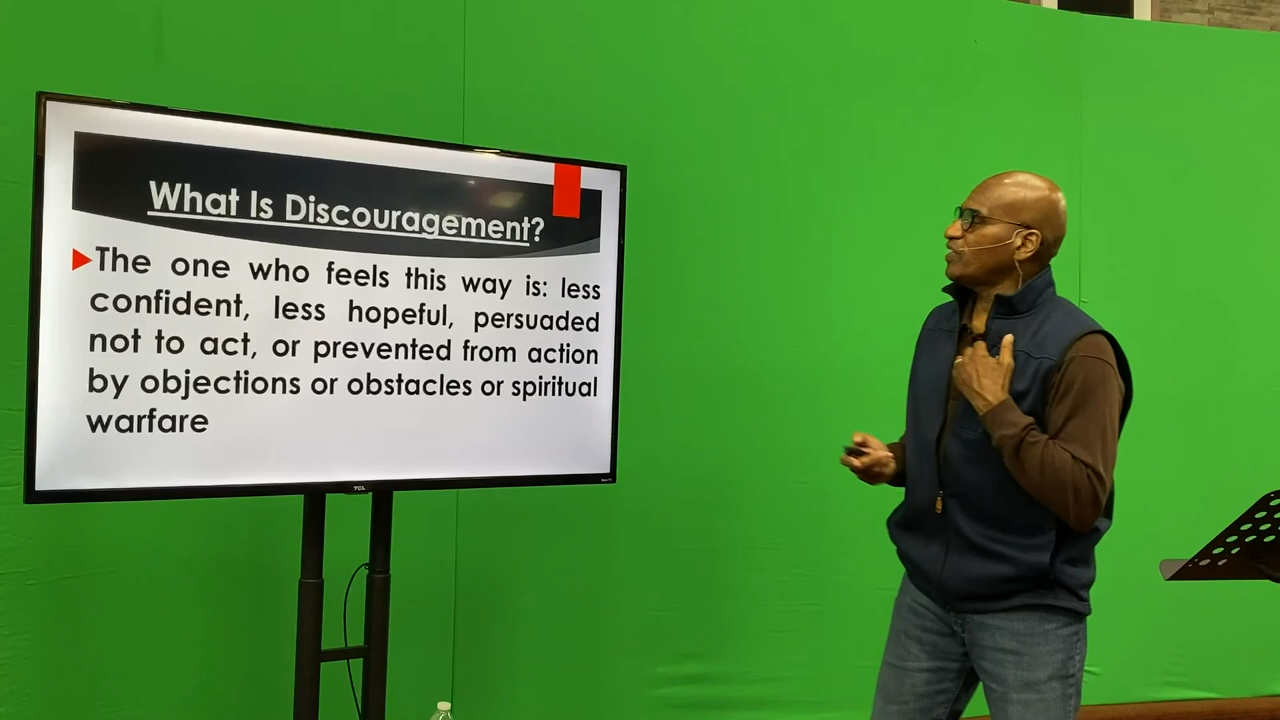 What Is Discouragement?
The one who feels this way is: less
confident, less hopeful, persuaded
not to act, or prevented from action
by objections or obstacles or spiritual
warfare
TCL